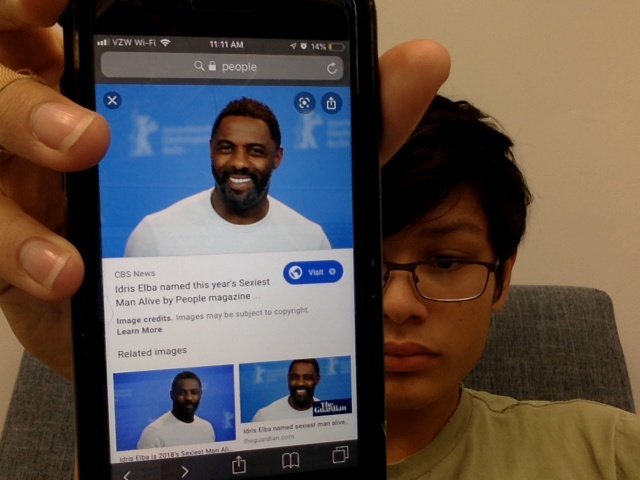 VZW Wi-Fi 11:11 AM 14%
people
Berlin
CBS News
Idris Elba named this year's Sexiest
Man Alive by People magazine ...
Visit
Image credits. Images may be subject to copyright.
Learn More
Related images
The
Guardian
Idris Elba is 2018's Sexiest Man Ali...
Idris Elba named sexiest man alive...
theguardian.com